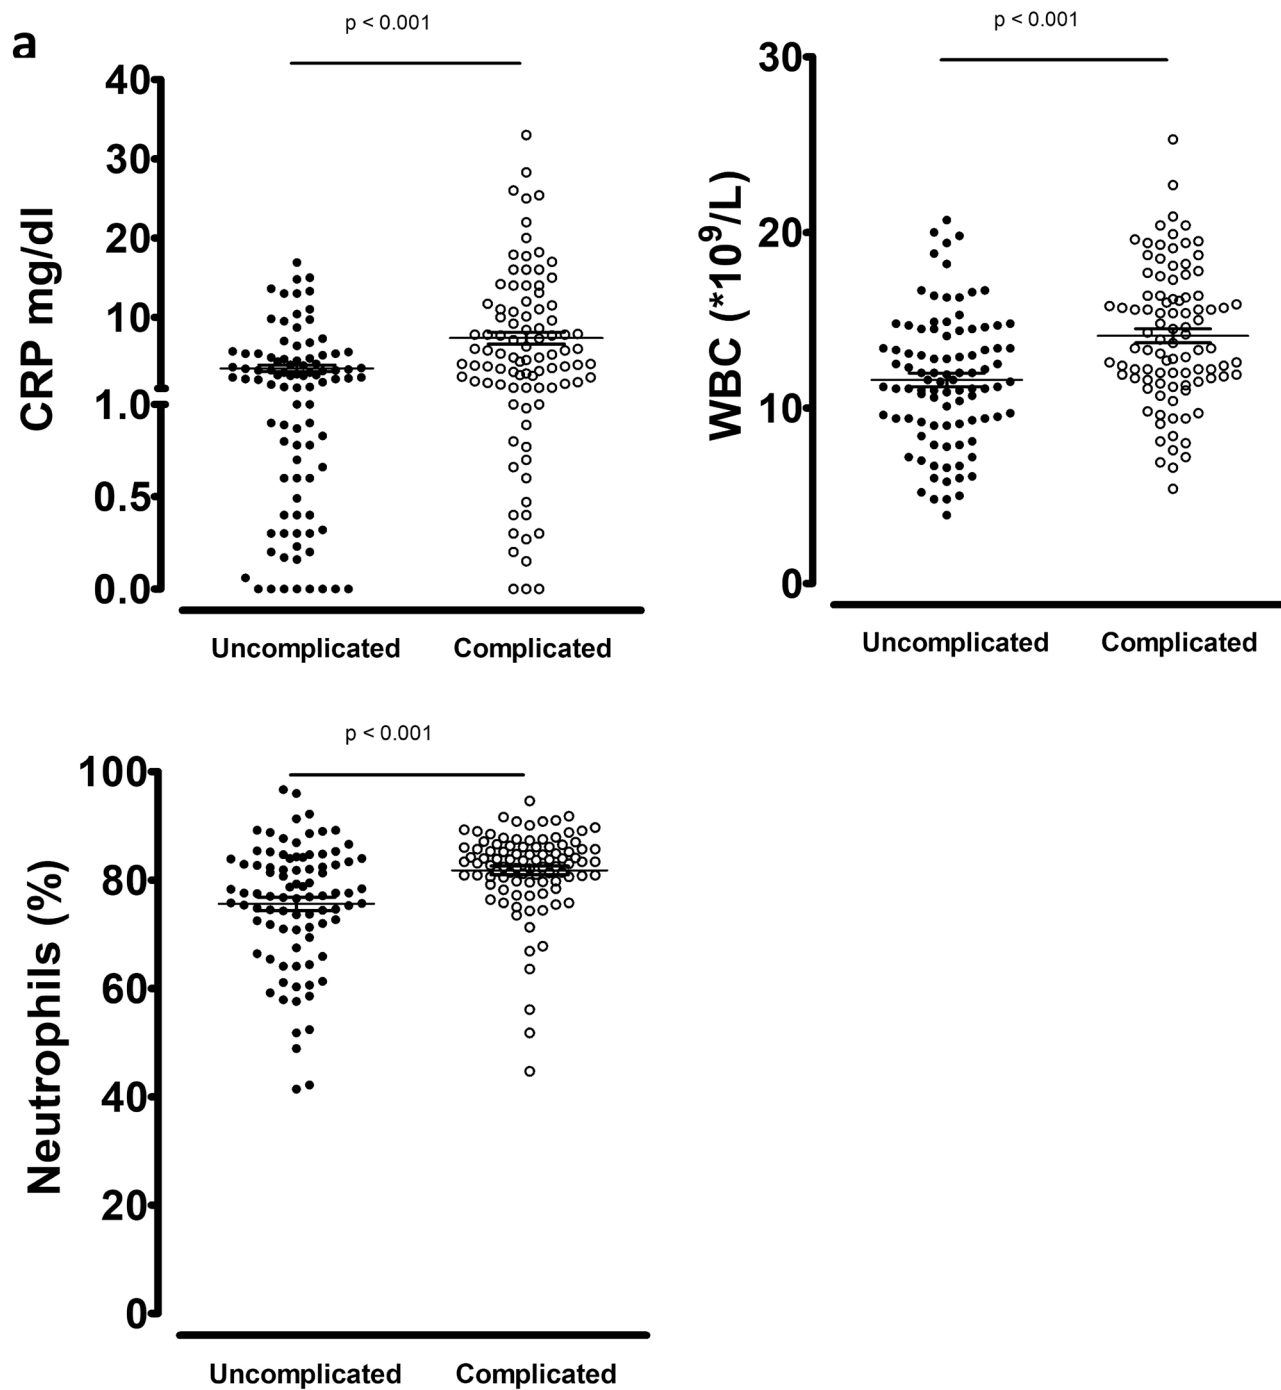 a
p < 0.001
CRP mg/dl
40
30
20
10
1.0
0.5
0.0
Uncomplicated Complicated
p < 0.001
WBC (*10⁹/L)
30
20
10
0
Uncomplicated Complicated
p < 0.001
Neutrophils (%)
100
80
60
40
20
0
Uncomplicated Complicated